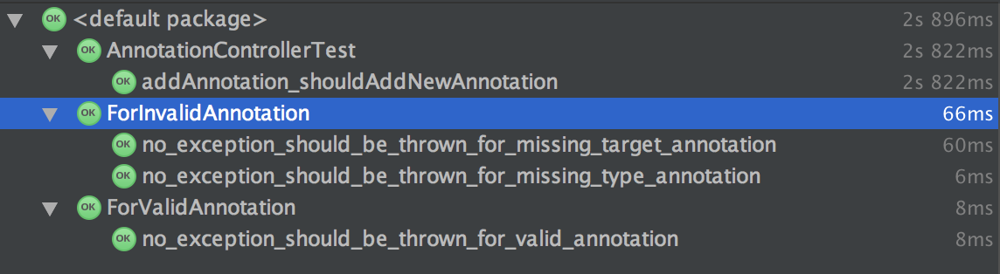 OK <default package> 2s 896ms
OK AnnotationControllerTest 2s 822ms
OK addAnnotation_shouldAddNewAnnotation 2s 822ms
OK ForInvalidAnnotation 66ms
OK no_exception_should_be_thrown_for_missing_target_annotation 60ms
OK no_exception_should_be_thrown_for_missing_type_annotation 6ms
OK ForValidAnnotation 8ms
OK no_exception_should_be_thrown_for_valid_annotation 8ms